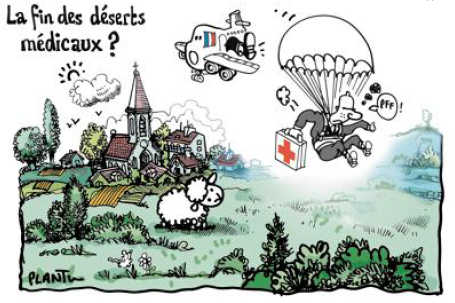 La fin des déserts
médicaux ?
PFF !
PLANTU